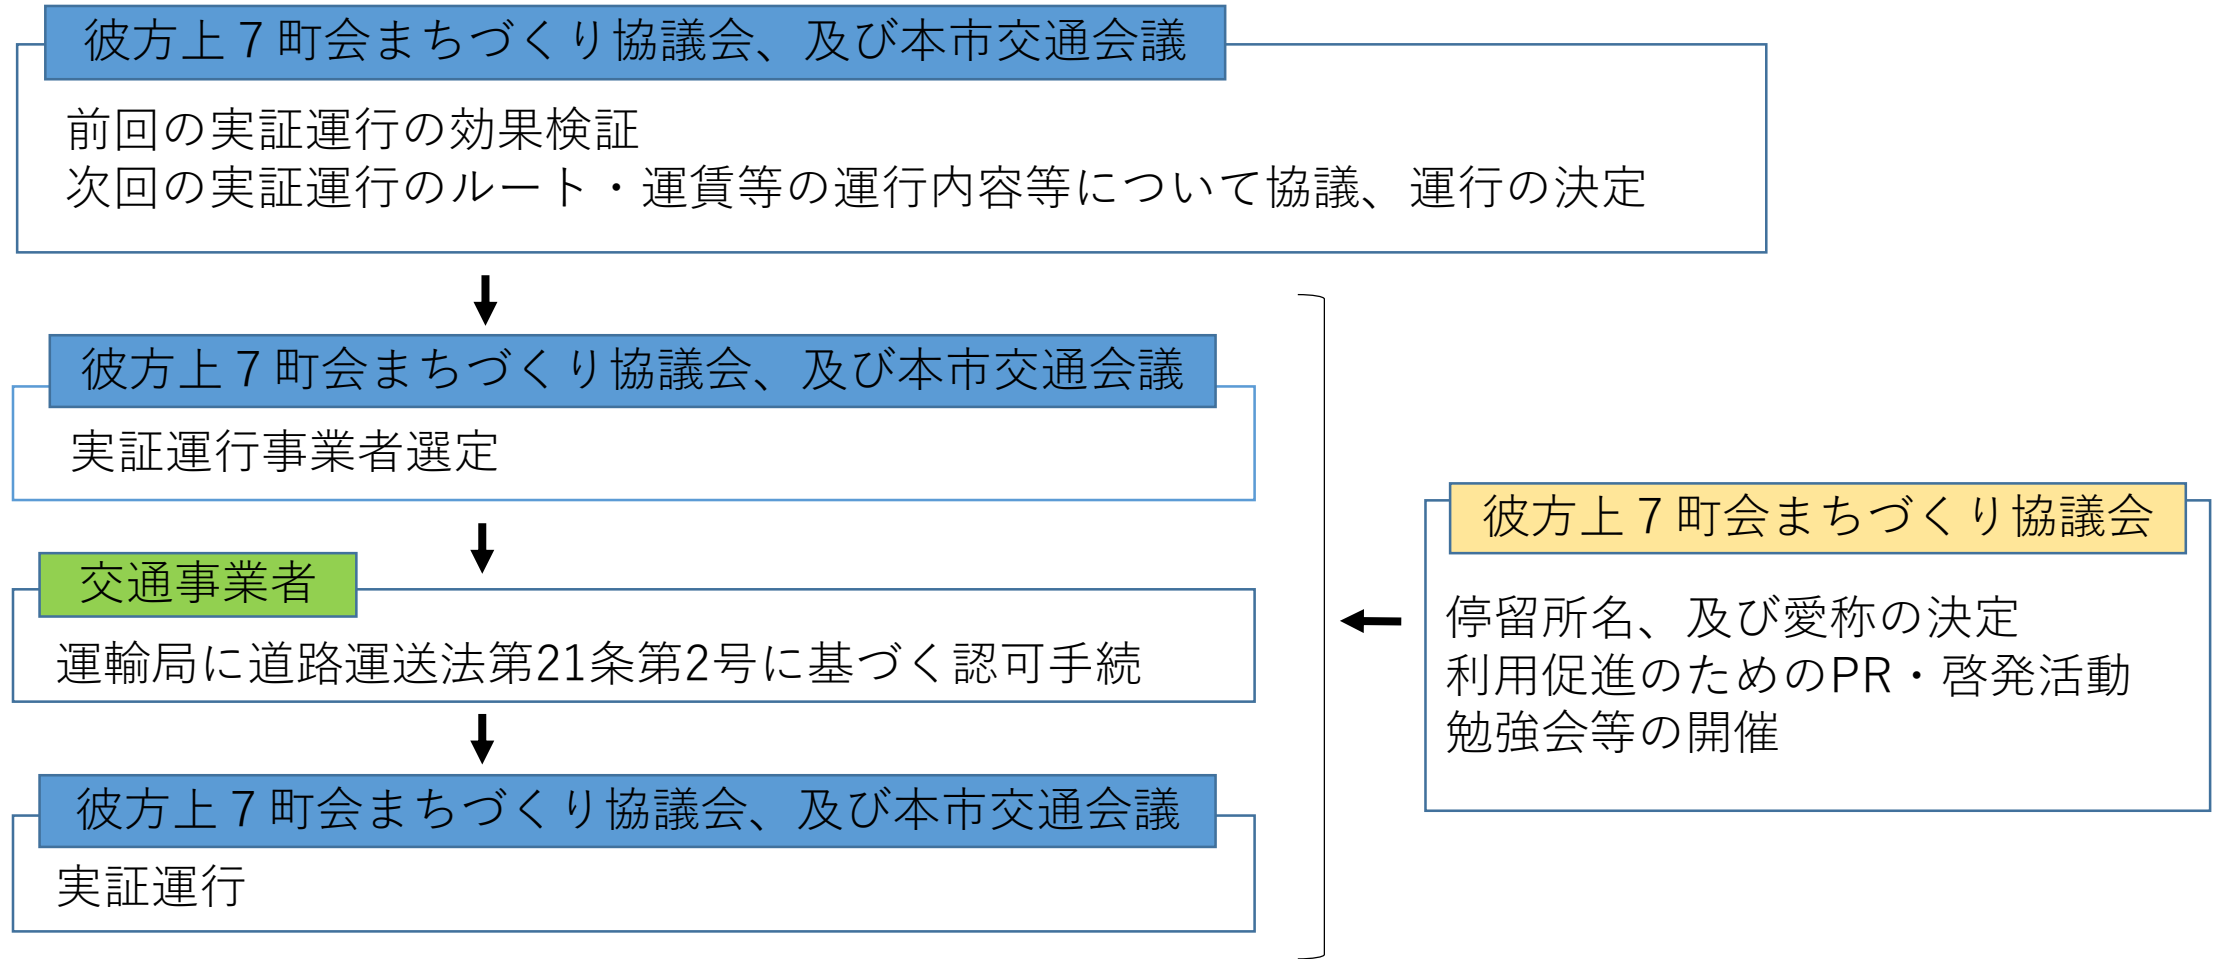 彼方上７町会まちづくり協議会、及び本市交通会議
前回の実証運行の効果検証
次回の実証運行のルート・運賃等の運行内容等について協議、運行の決定
彼方上７町会まちづくり協議会、及び本市交通会議
実証運行事業者選定
交通事業者
運輸局に道路運送法第21条第2号に基づく認可手続
彼方上７町会まちづくり協議会、及び本市交通会議
実証運行
彼方上７町会まちづくり協議会
停留所名、及び愛称の決定
利用促進のためのPR・啓発活動
勉強会等の開催